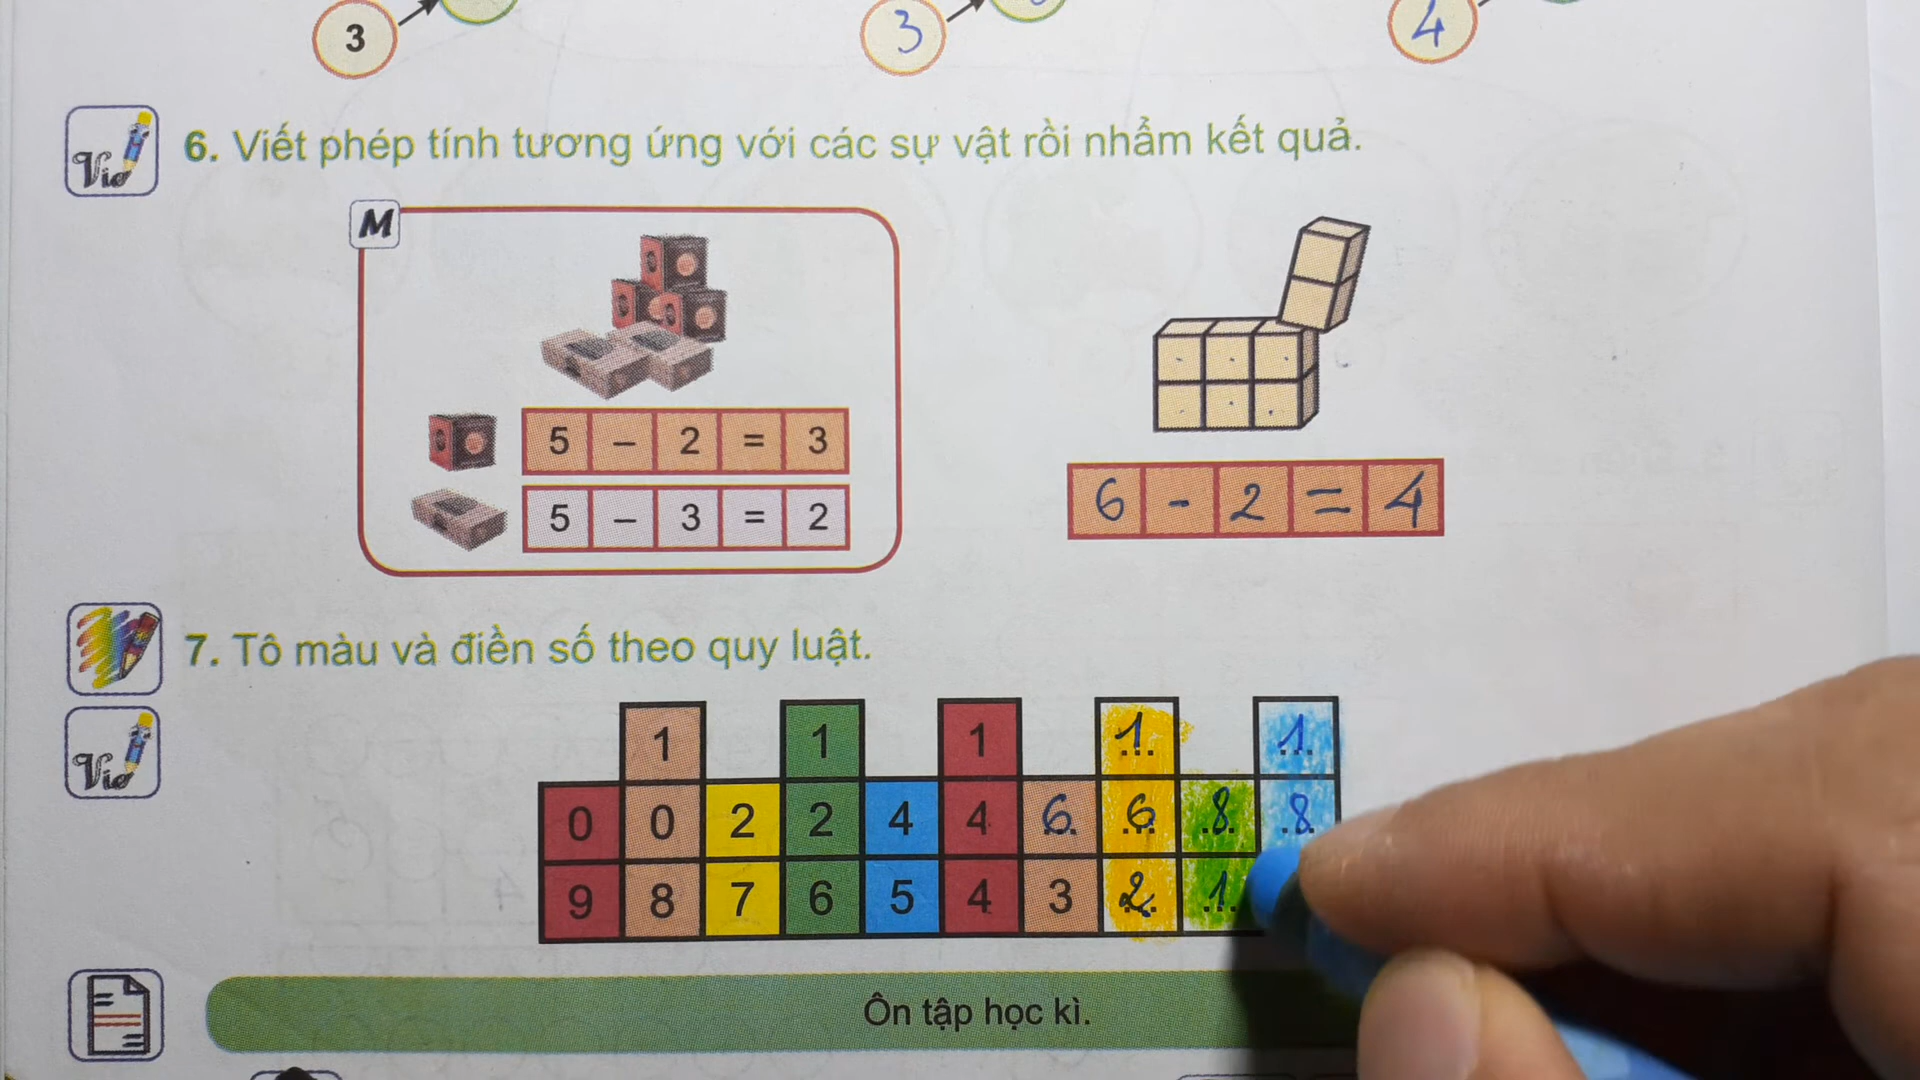 3 3 4
Vio 6. Viết phép tính tương ứng với các sự vật rồi nhẩm kết quả.
M
5 – 2 = 3
5 – 3 = 2
6 - 2 = 4
7. Tô màu và điền số theo quy luật.
Vio
1 1 1 1 1
0 0 2 2 4 4 6 6 8 8
9 8 7 6 5 4 3 2 1
Ôn tập học kì.